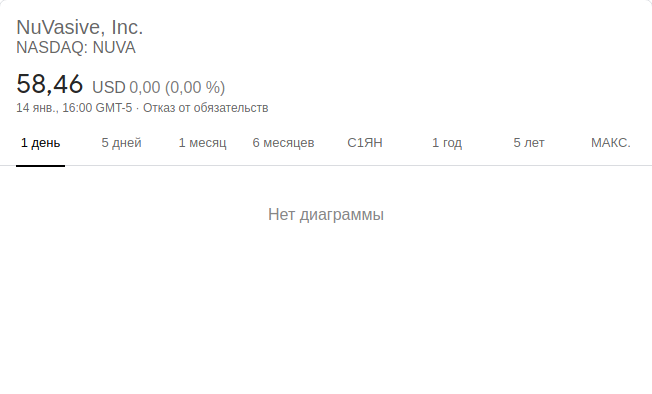 NuVasive, Inc.
NASDAQ: NUVA
58,46 USD 0,00 (0,00 %)
14 янв., 16:00 GMT-5 · Отказ от обязательств
1 день 5 дней 1 месяц 6 месяцев С1ЯН 1 год 5 лет МАКС.
Нет диаграммы